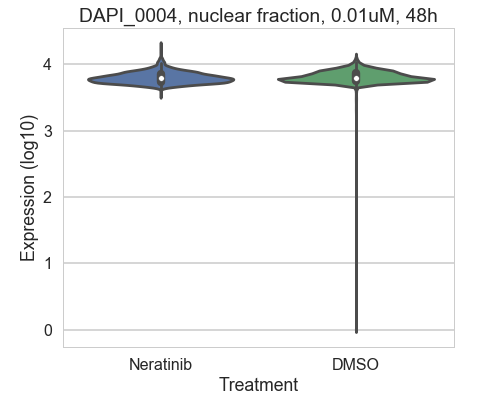 DAPI_0004, nuclear fraction, 0.01uM, 48h
4
3
2
1
0
Expression (log10)
Neratinib
DMSO
Treatment